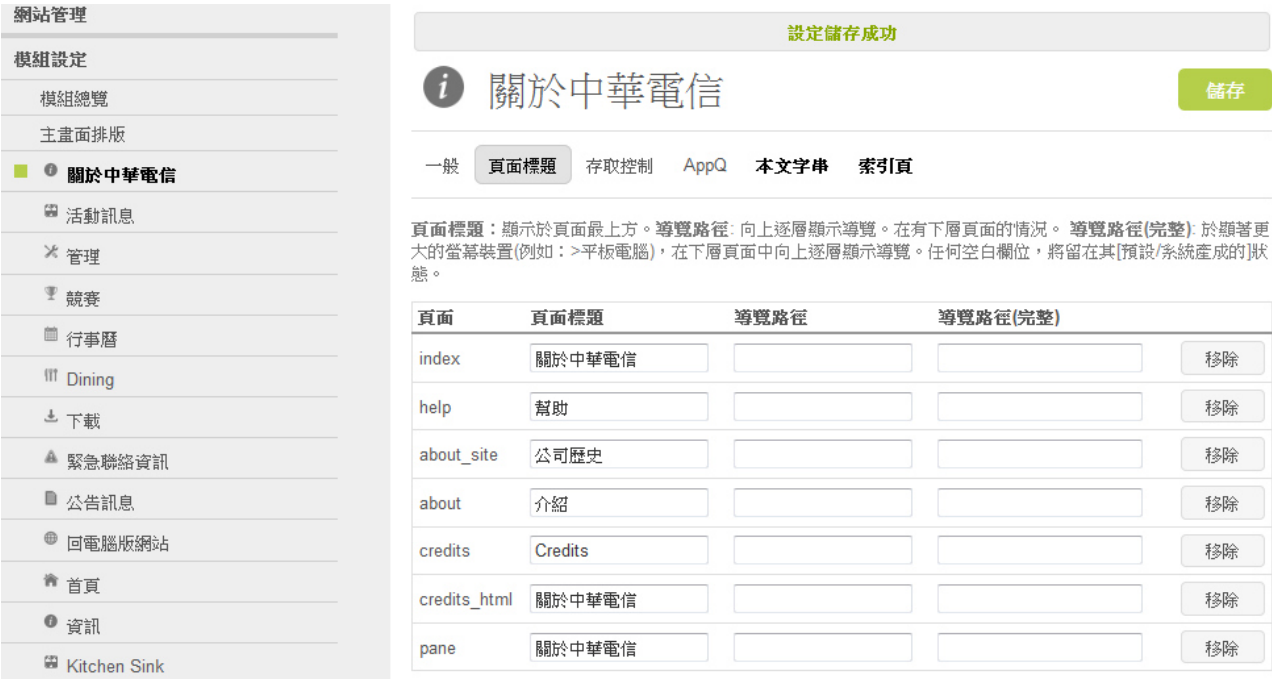 網站管理
模組設定
模組總覽
主畫面排版
關於中華電信
活動訊息
管理
競賽
行事曆
Dining
下載
緊急聯絡資訊
公告訊息
回電腦版網站
首頁
資訊
Kitchen Sink
設定儲存成功
關於中華電信
儲存
一般 頁面標題 存取控制 AppQ 本文字串 索引頁
頁面標題：顯示於頁面最上方。導覽路徑: 向上逐層顯示導覽。在有下層頁面的情況。 導覽路徑(完整): 於顯著更
大的螢幕裝置(例如：>平板電腦)，在下層頁面中向上逐層顯示導覽。任何空白欄位，將留在其[預設/系統產成的]狀
態。
頁面 頁面標題 導覽路徑 導覽路徑(完整)
index 關於中華電信 移除
help 幫助 移除
about_site 公司歷史 移除
about 介紹 移除
credits Credits 移除
credits_html 關於中華電信 移除
pane 關於中華電信 移除